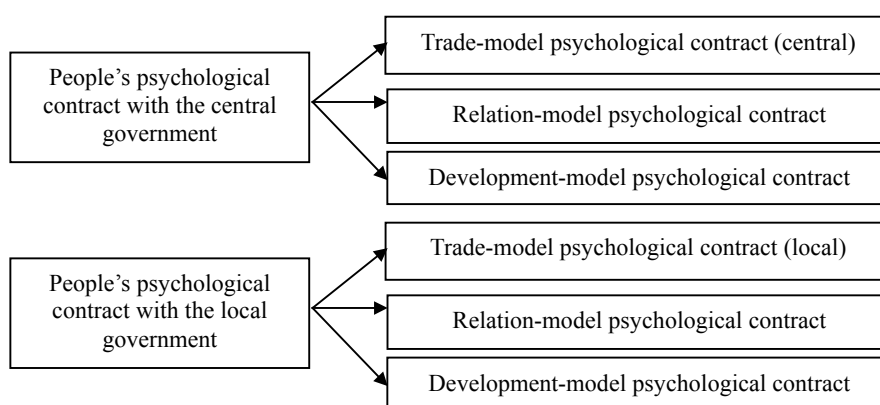 People’s psychological
contract with the central
government
Trade-model psychological contract (central)
Relation-model psychological contract
Development-model psychological contract
People’s psychological
contract with the local
government
Trade-model psychological contract (local)
Relation-model psychological contract
Development-model psychological contract